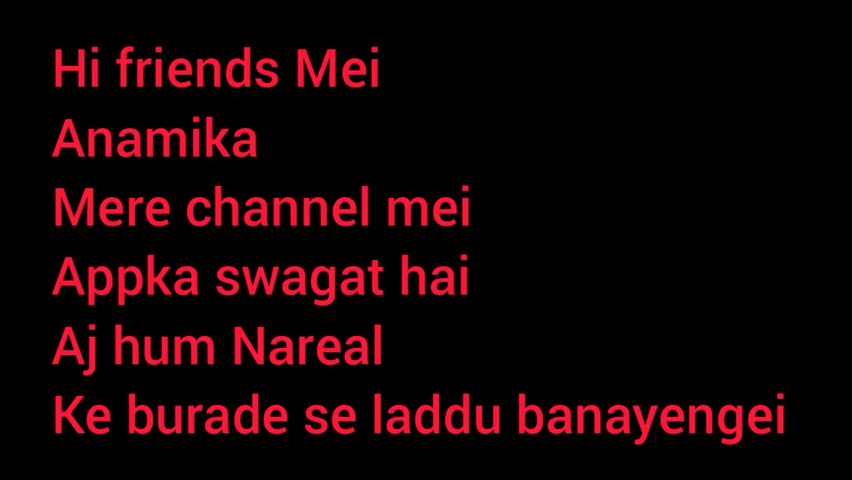 Hi friends Mei
Anamika
Mere channel mei
Appka swagat hai
Aj hum Nareal
Ke burade se laddu banayengei